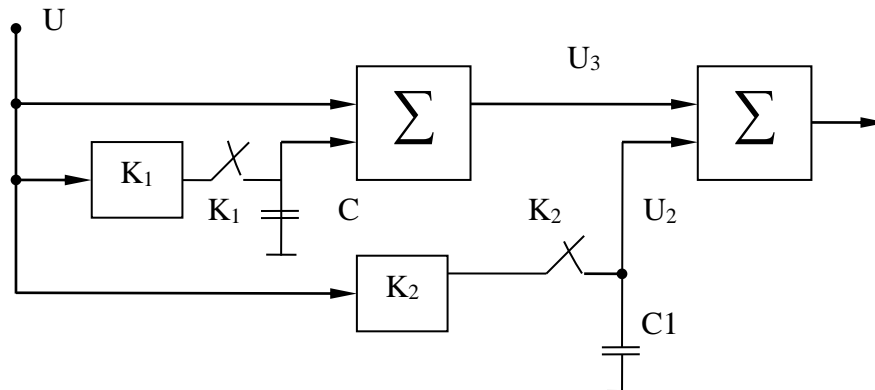 U
U₃
∑
∑
K₁
K₁
C
K₂
U₂
K₂
C1